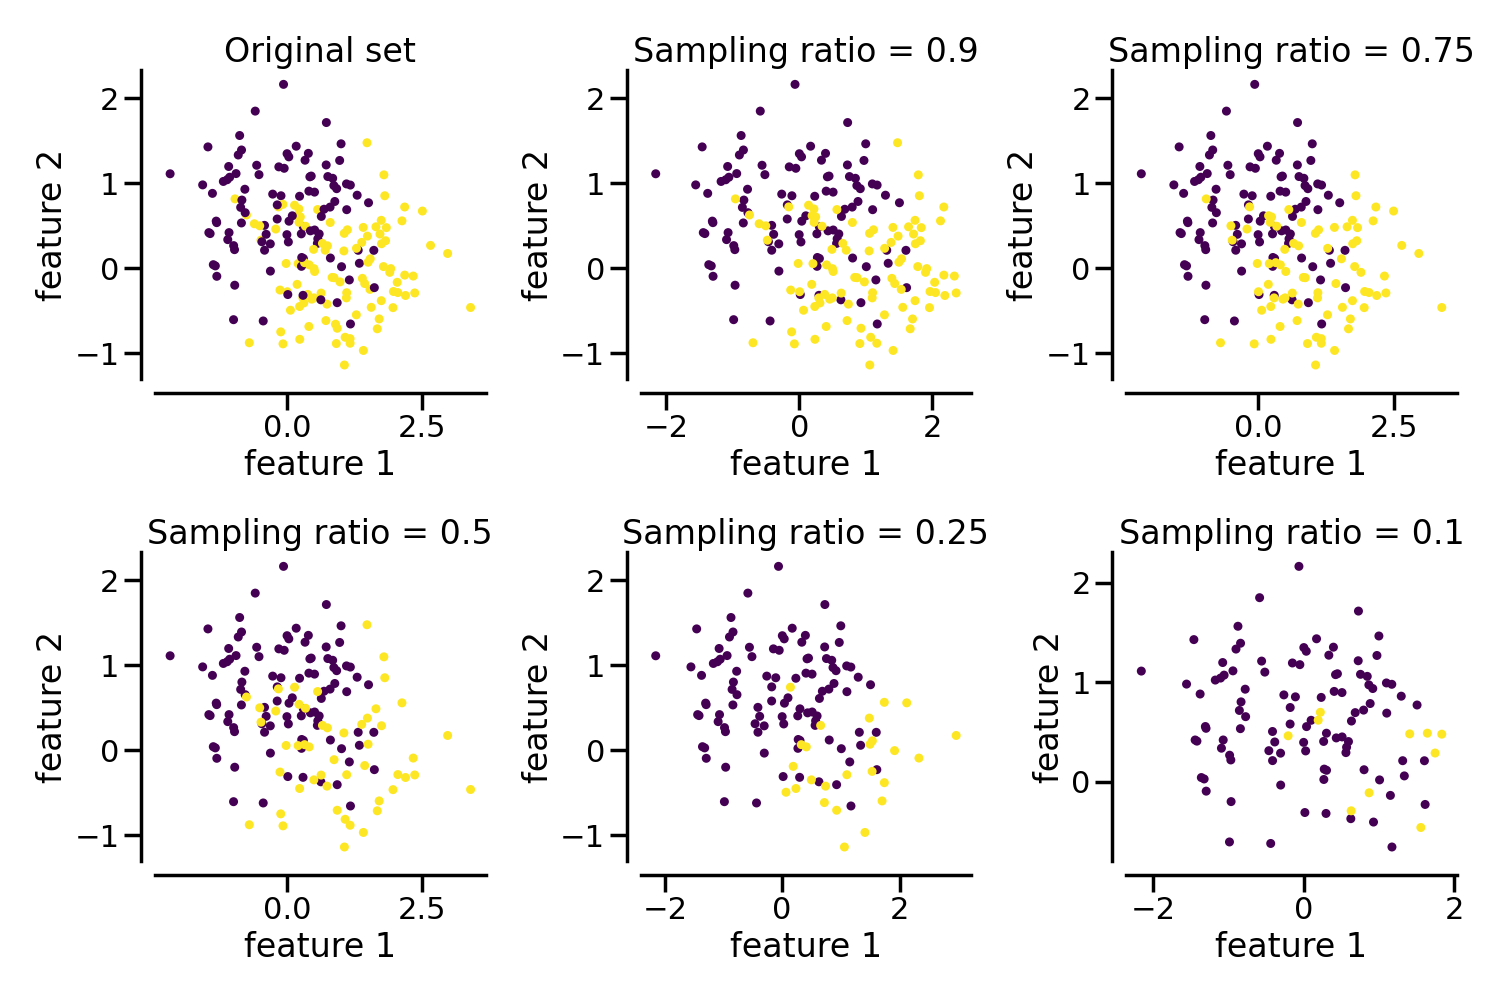 Original set
Sampling ratio = 0.9
Sampling ratio = 0.75
feature 2
2
1
0
−1
0.0
2.5
feature 1
feature 2
2
1
0
−1
−2
0
2
feature 1
feature 2
2
1
0
−1
0.0
2.5
feature 1
Sampling ratio = 0.5
Sampling ratio = 0.25
Sampling ratio = 0.1
feature 2
2
1
0
−1
0.0
2.5
feature 1
feature 2
2
1
0
−1
−2
0
2
feature 1
feature 2
2
1
0
−2
0
2
feature 1